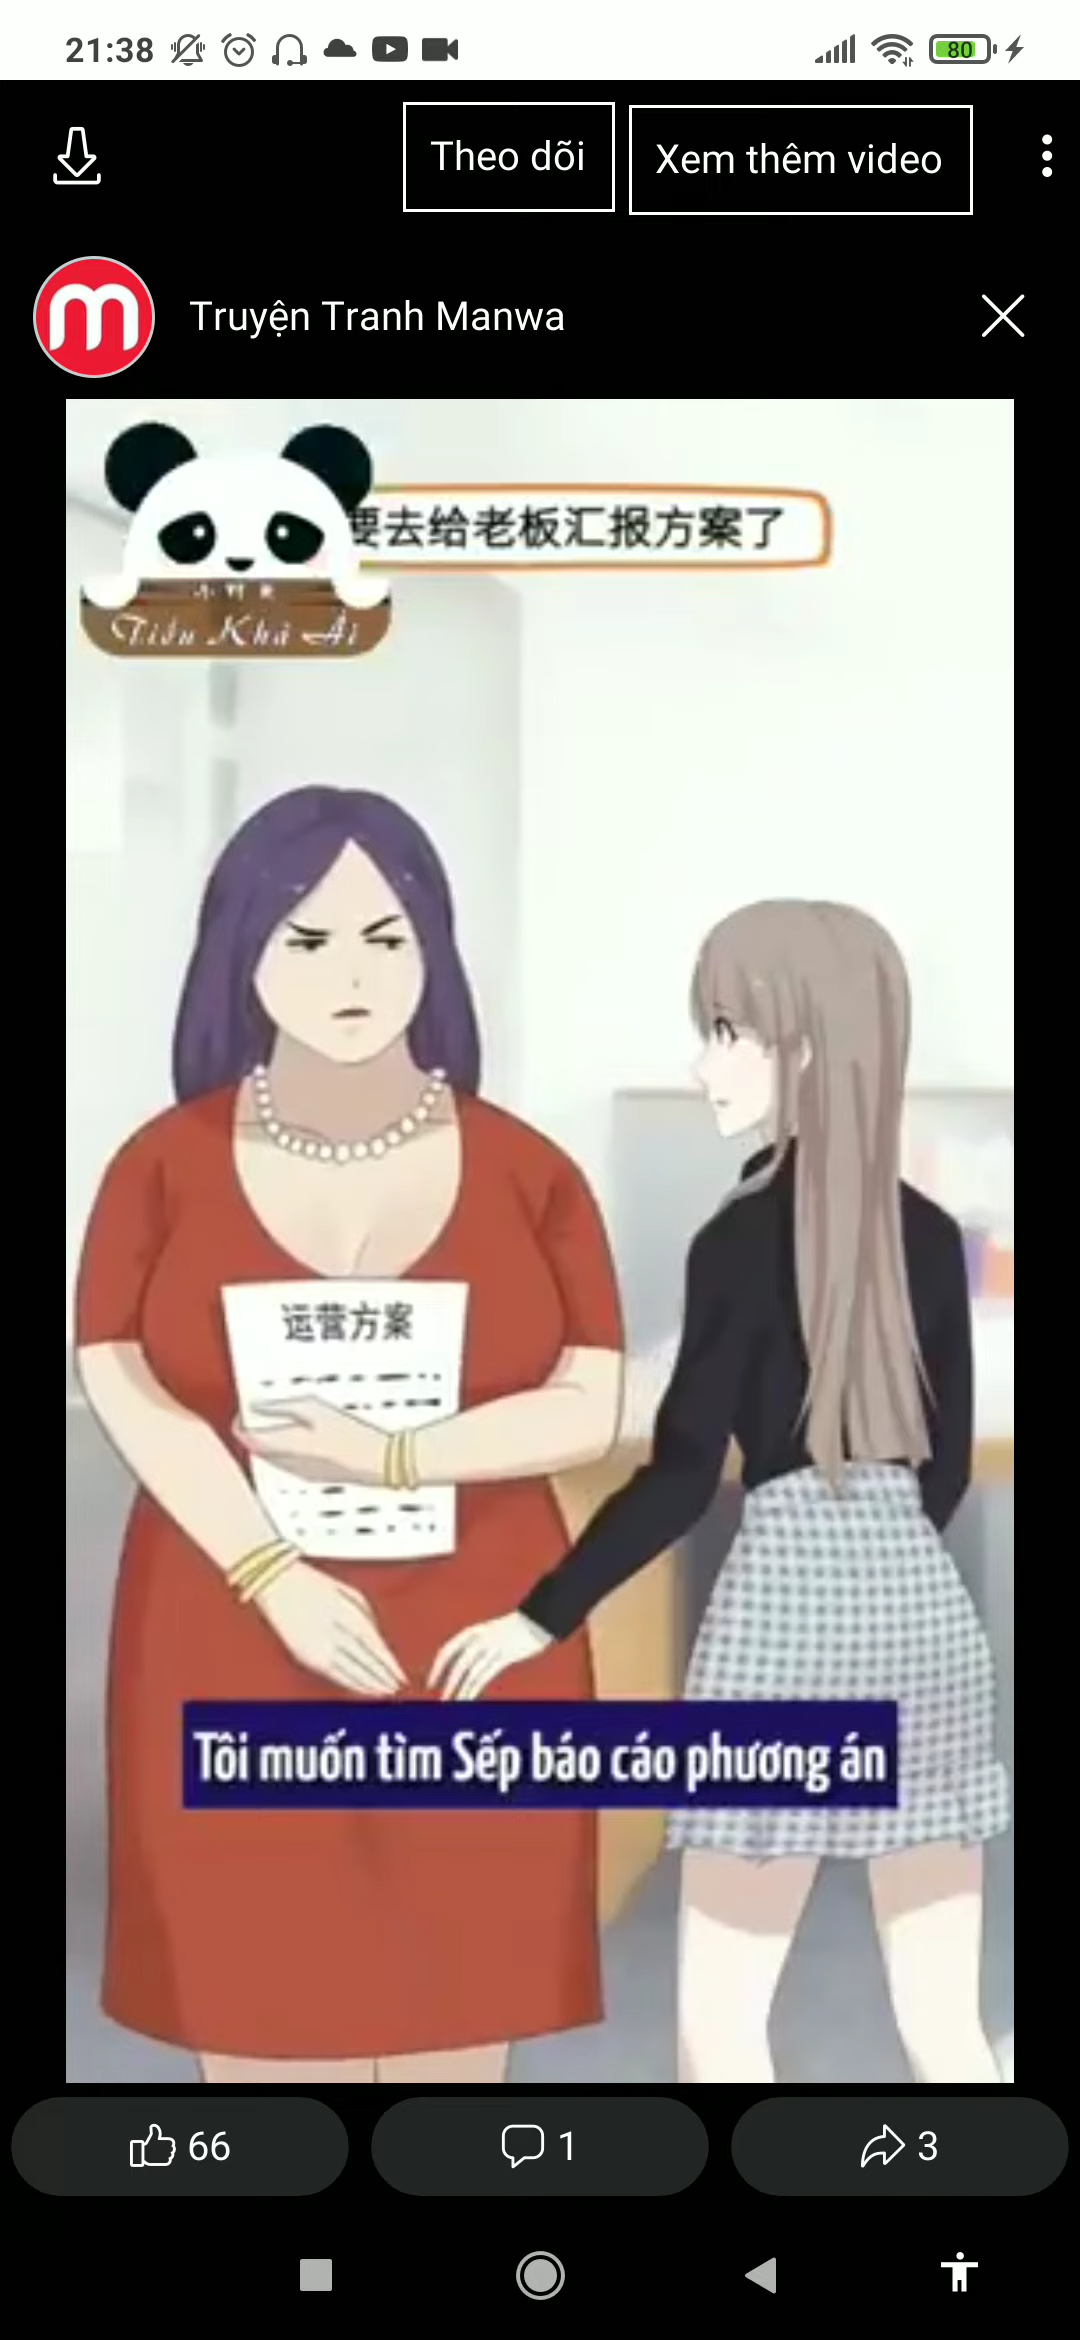 21:38
80
Theo dõi
Xem thêm video
Truyện Tranh Manwa
要去给老板汇报方案了
Tiểu Khả Ái
运营方案
Tôi muốn tìm Sếp báo cáo phương án
66
1
3